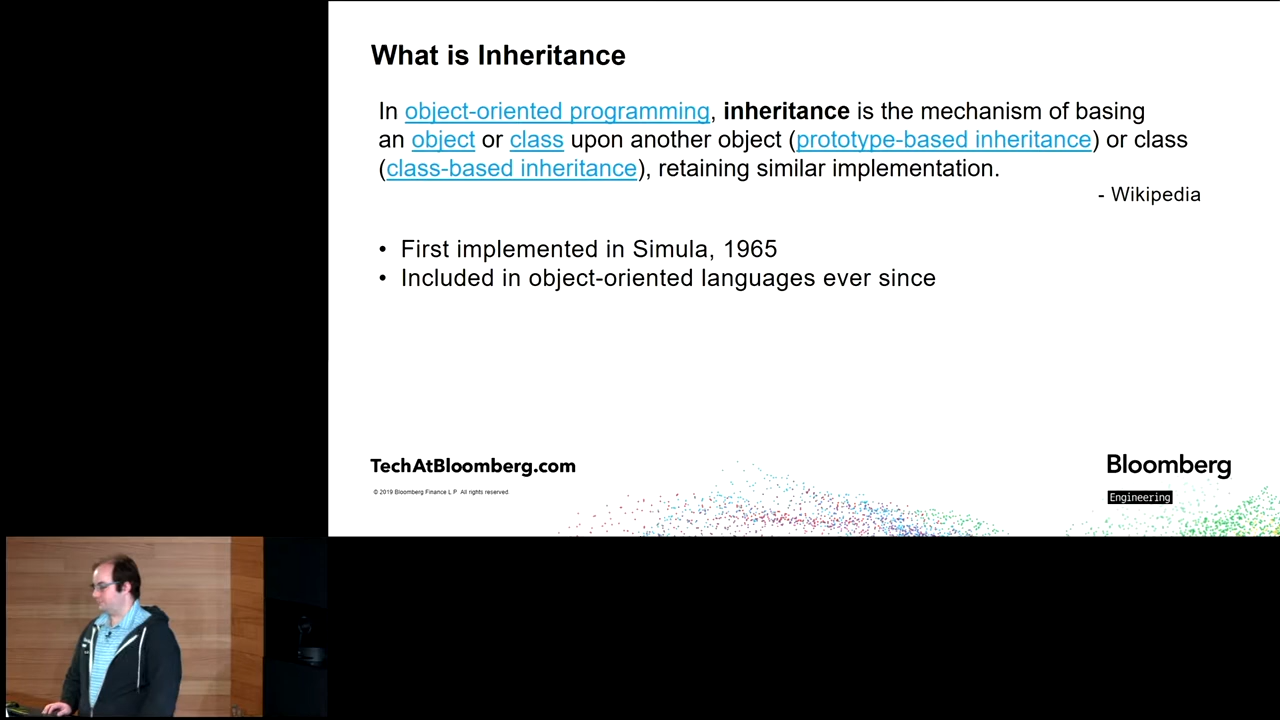 What is Inheritance
In object-oriented programming, inheritance is the mechanism of basing
an object or class upon another object (prototype-based inheritance) or class
(class-based inheritance), retaining similar implementation.
- Wikipedia
• First implemented in Simula, 1965
• Included in object-oriented languages ever since
TechAtBloomberg.com
© 2019 Bloomberg Finance L P All rights reserved
Bloomberg
Engineering